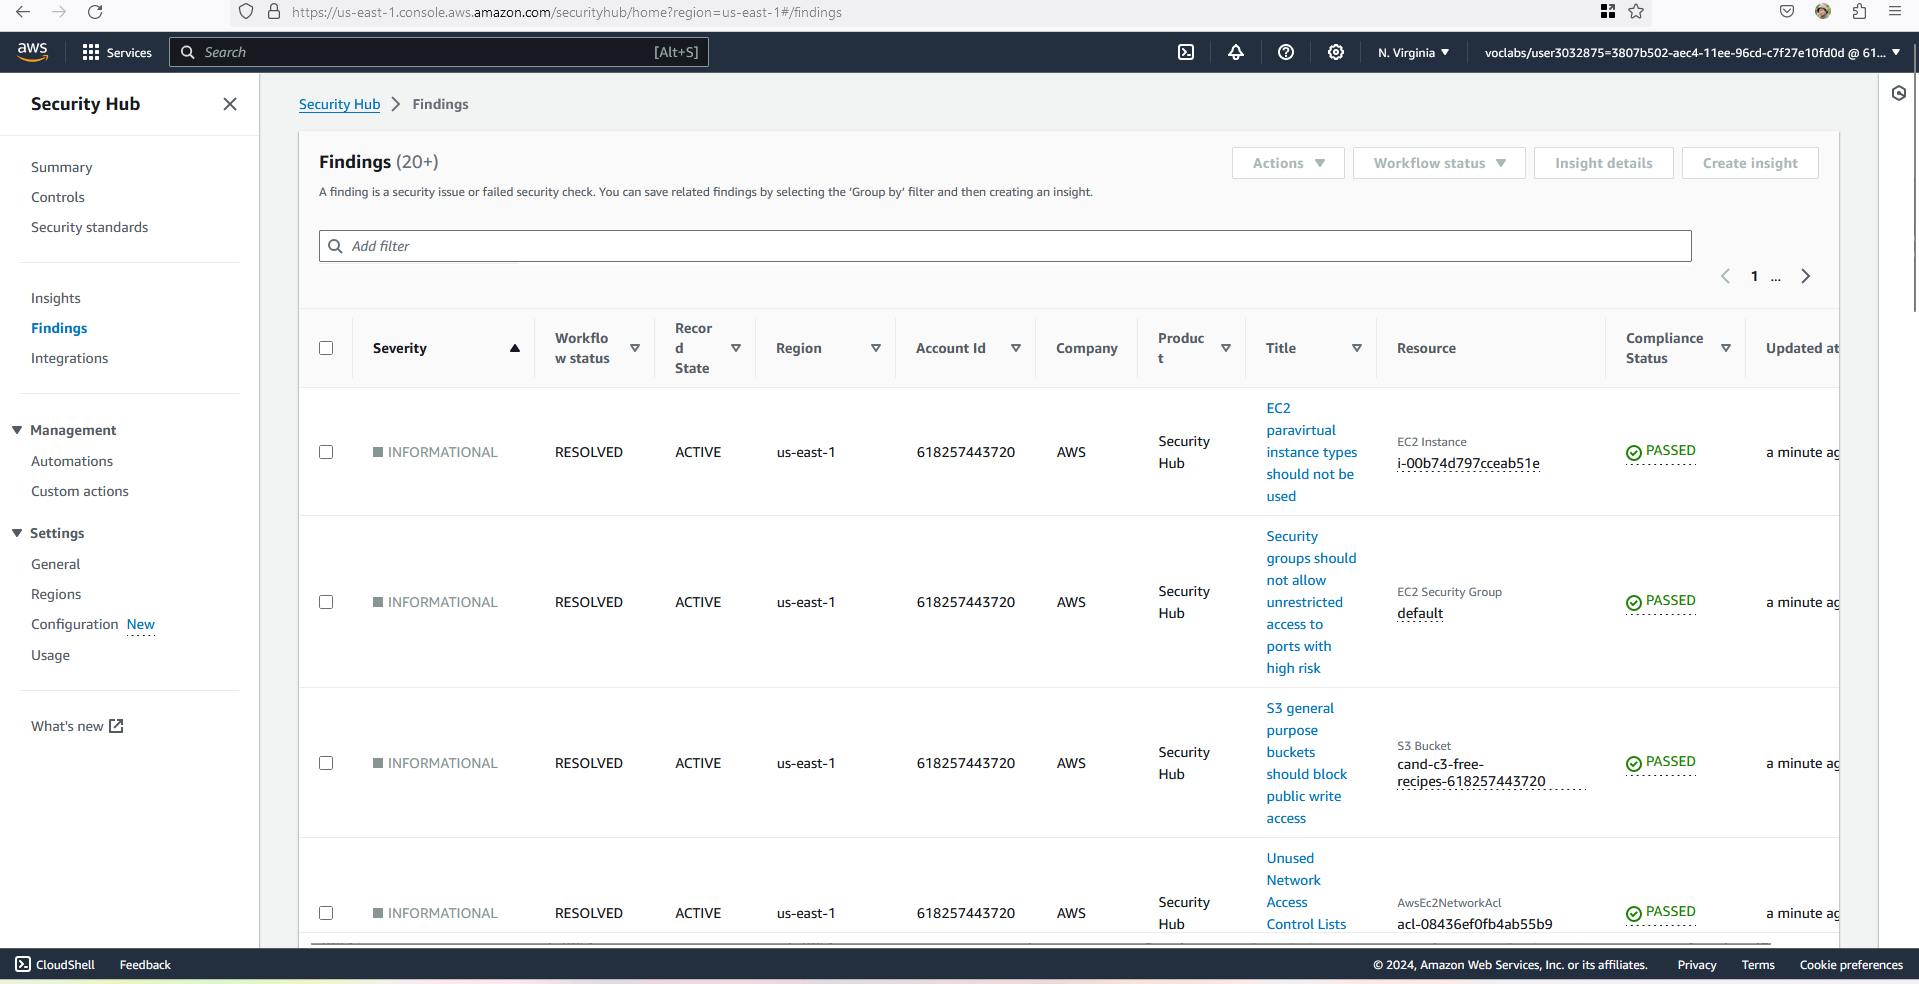 https://us-east-1.console.aws.amazon.com/securityhub/home?region=us-east-1#/findings
aws
Services
Search
[Alt+S]
N. Virginia
voclabs/user3032875=3807b502-aec4-11ee-96cd-c7f27e10fd0d @ 61...
Security Hub
Summary
Controls
Security standards
Insights
Findings
Integrations
Management
Automations
Custom actions
Settings
General
Regions
Configuration New
Usage
What's new
Security Hub > Findings
Findings (20+)
Actions
Workflow status
Insight details
Create insight
A finding is a security issue or failed security check. You can save related findings by selecting the ‘Group by’ filter and then creating an insight.
Add filter
1 ...
Severity
Workflo
w status
Recor
d
State
Region
Account Id
Company
Produc
t
Title
Resource
Compliance
Status
Updated at
INFORMATIONAL
RESOLVED
ACTIVE
us-east-1
618257443720
AWS
Security
Hub
EC2
paravirtual
instance types
should not be
used
EC2 Instance
i-00b74d797cceab51e
PASSED
a minute ag
INFORMATIONAL
RESOLVED
ACTIVE
us-east-1
618257443720
AWS
Security
Hub
Security
groups should
not allow
unrestricted
access to
ports with
high risk
EC2 Security Group
default
PASSED
a minute ag
INFORMATIONAL
RESOLVED
ACTIVE
us-east-1
618257443720
AWS
Security
Hub
S3 general
purpose
buckets
should block
public write
access
S3 Bucket
cand-c3-free-
recipes-618257443720
PASSED
a minute ag
INFORMATIONAL
RESOLVED
ACTIVE
us-east-1
618257443720
AWS
Security
Hub
Unused
Network
Access
Control Lists
AwsEc2NetworkAcl
acl-08436ef0fb4ab55b9
PASSED
a minute ag
CloudShell
Feedback
© 2024, Amazon Web Services, Inc. or its affiliates.
Privacy
Terms
Cookie preferences